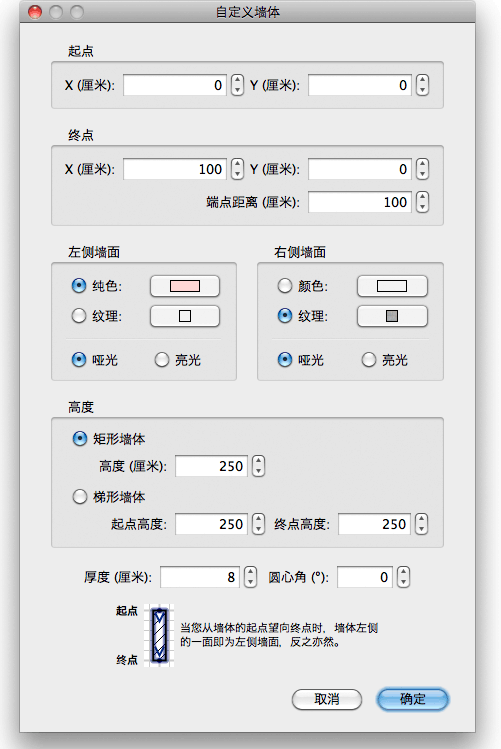 自定义墙体
起点
X (厘米): 0 Y (厘米): 0
终点
X (厘米): 100 Y (厘米): 0
端点距离 (厘米): 100
左侧墙面 右侧墙面
纯色: 颜色:
纹理: 纹理:
哑光 亮光 哑光 亮光
高度
矩形墙体
高度 (厘米): 250
梯形墙体
起点高度: 250 终点高度: 250
厚度 (厘米): 8 圆心角 (°): 0
起点
当您从墙体的起点望向终点时，墙体左侧
的一面即为左侧墙面，反之亦然。
终点
取消 确定